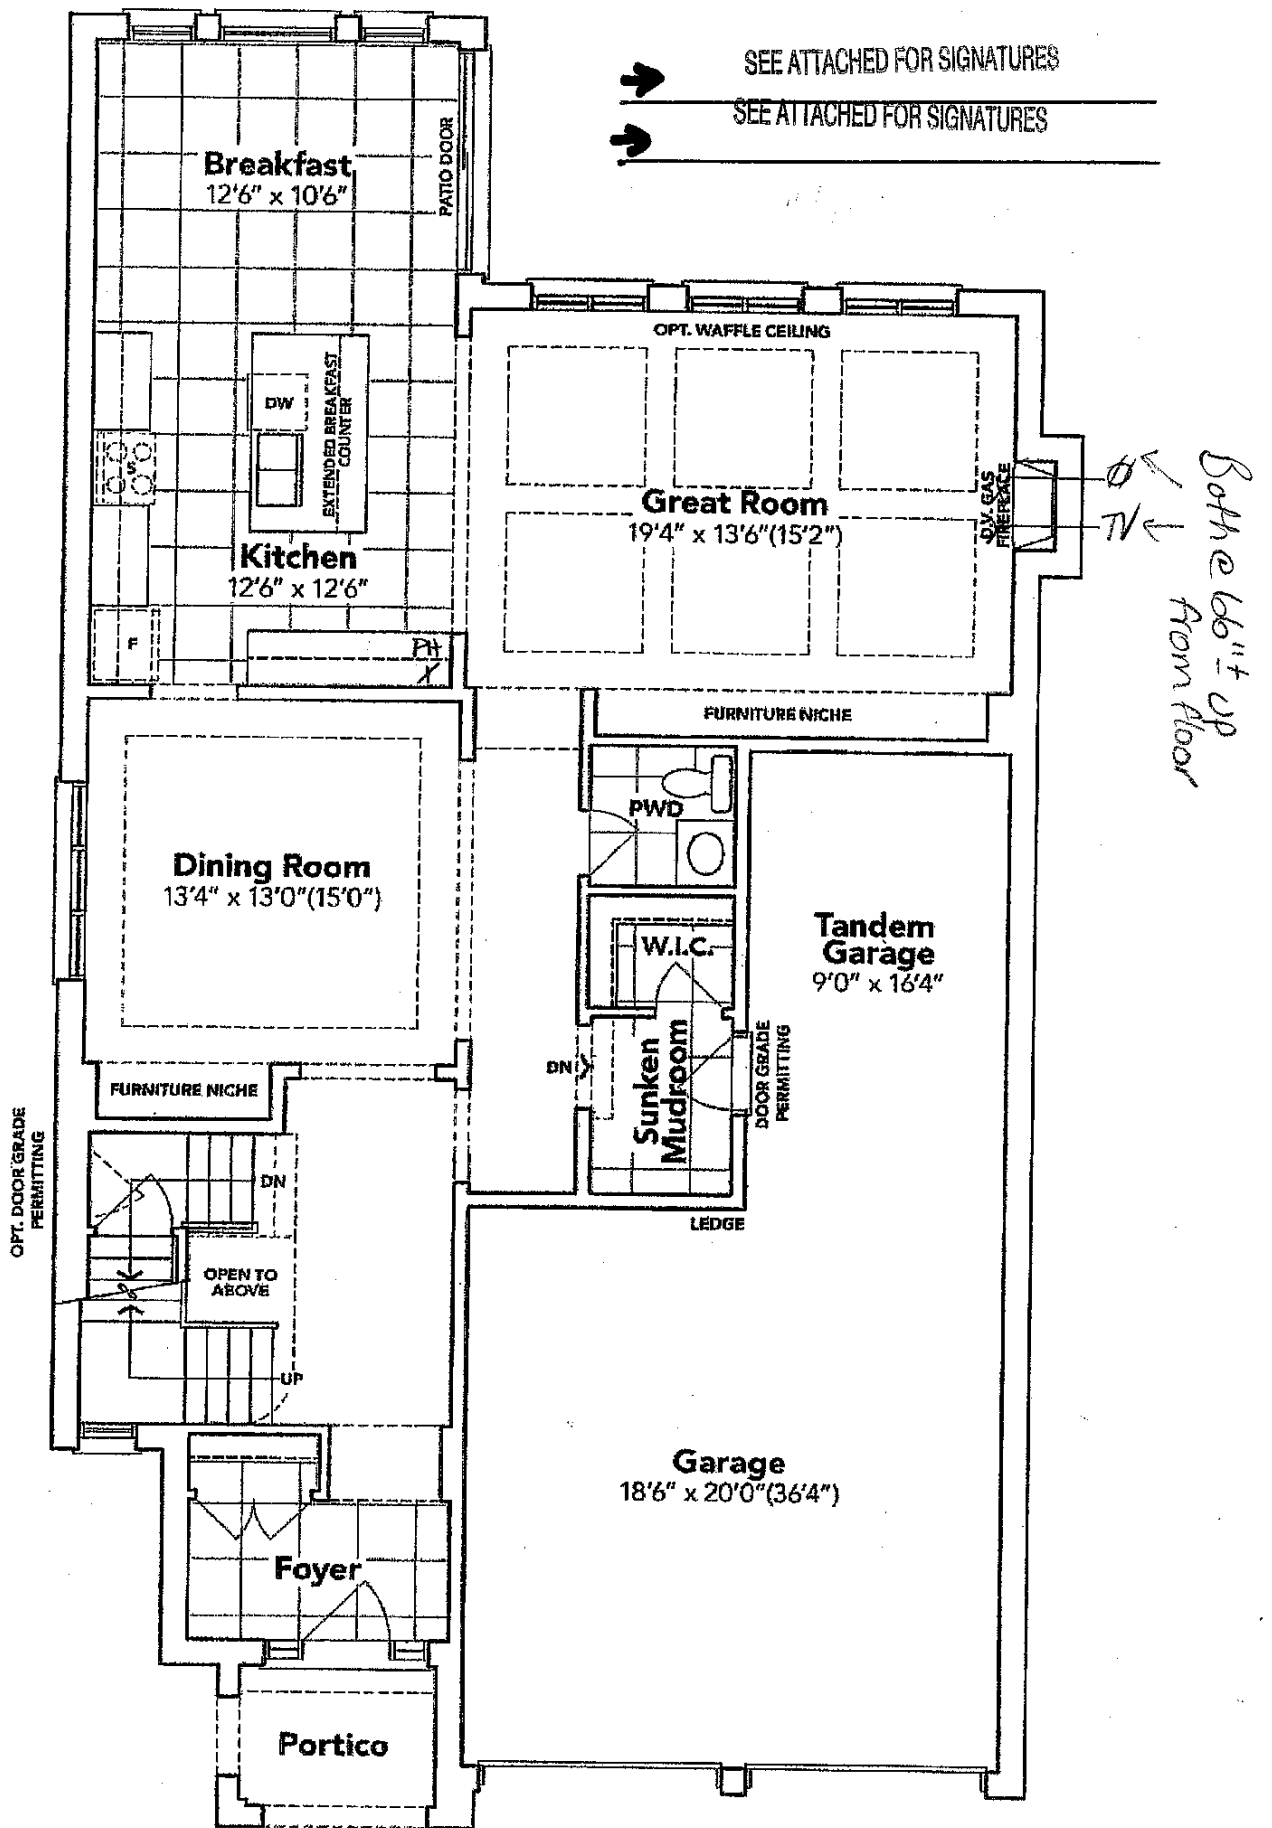 SEE ATTACHED FOR SIGNATURES
SEE ATTACHED FOR SIGNATURES
Breakfast
12'6" x 10'6"
PATIO DOOR
OPT. WAFFLE CEILING
DW
EXTENDED BREAKFAST
COUNTER
S
Great Room
19'4" x 13'6"(15'2")
D.V. GAS
FIREPLACE
TV
Both @ 66"± up
from floor
Kitchen
12'6" x 12'6"
F
PH
X
FURNITURE NICHE
PWD
Dining Room
13'4" x 13'0"(15'0")
W.I.C.
Tandem
Garage
9'0" x 16'4"
DN
Sunken
Mudroom
DOOR GRADE
PERMITTING
FURNITURE NICHE
OPT. DOOR GRADE
PERMITTING
DN
LEDGE
OPEN TO
ABOVE
UP
Garage
18'6" x 20'0"(36'4")
Foyer
Portico